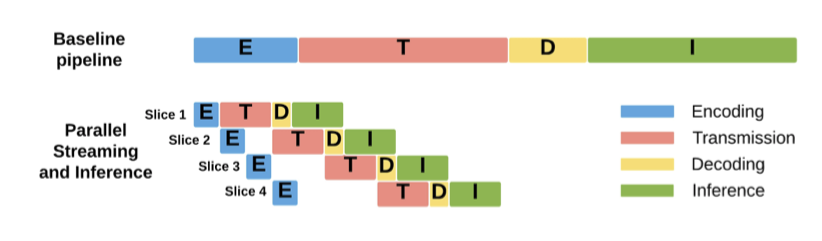 Baseline pipeline
E T D I
Parallel Streaming and Inference
Slice 1 E T D I
Slice 2 E T D I
Slice 3 E T D I
Slice 4 E T D I
Encoding
Transmission
Decoding
Inference